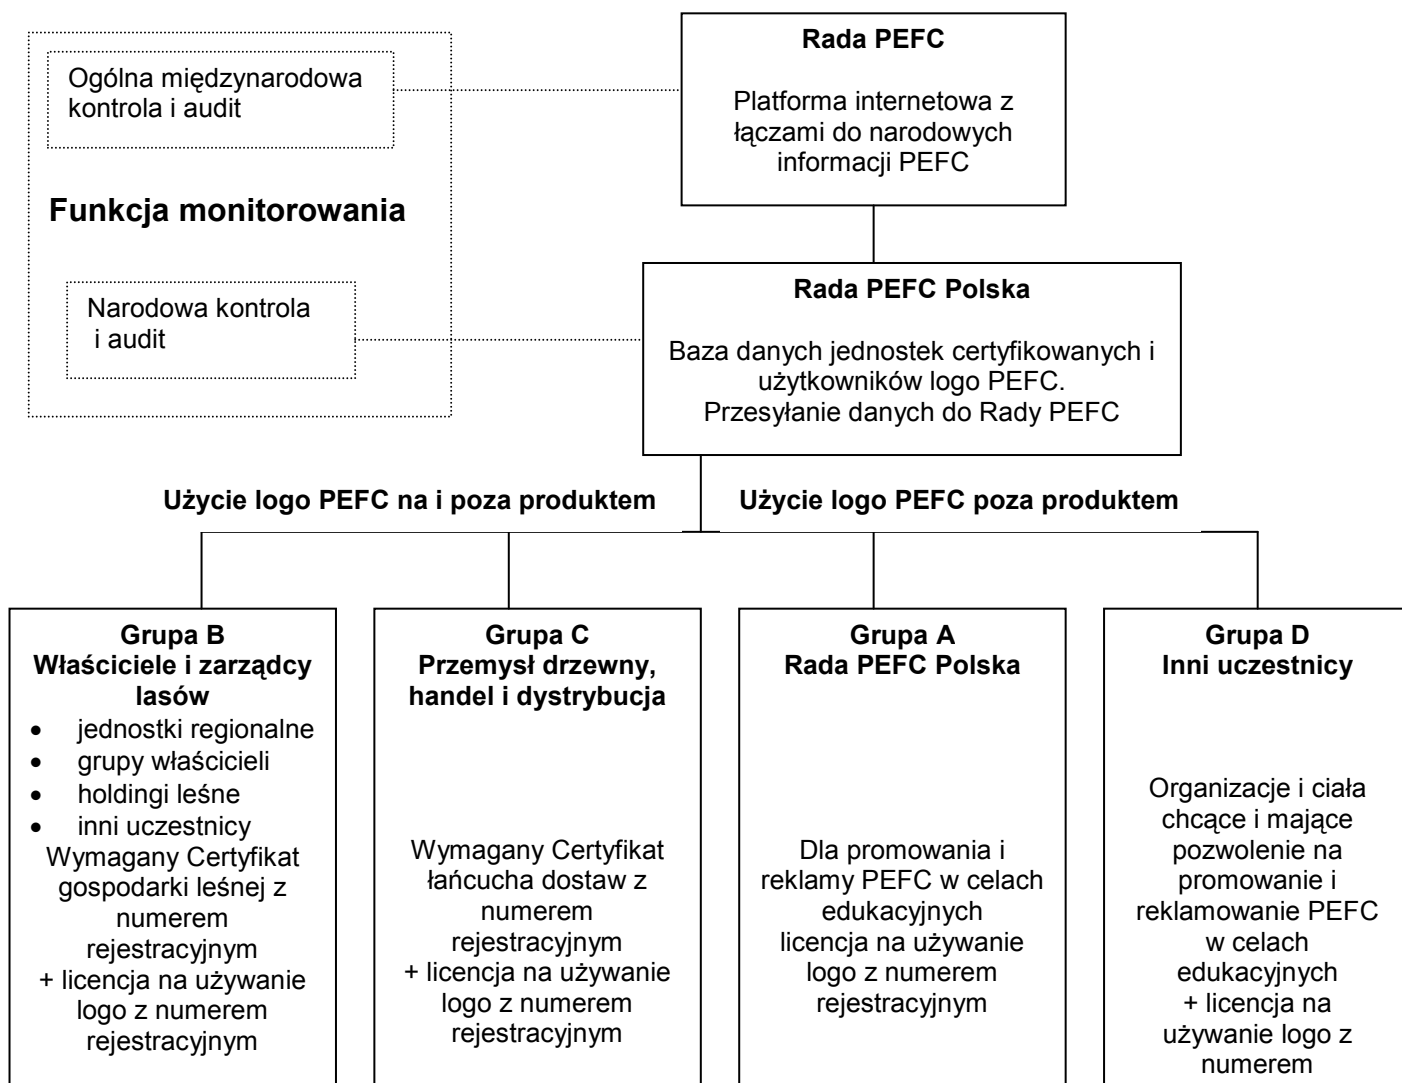 Rada PEFC
Platforma internetowa z
łączami do narodowych
informacji PEFC
Ogólna międzynarodowa
kontrola i audit
Funkcja monitorowania
Narodowa kontrola
i audit
Rada PEFC Polska
Baza danych jednostek certyfikowanych i
użytkowników logo PEFC.
Przesyłanie danych do Rady PEFC
Użycie logo PEFC na i poza produktem
Użycie logo PEFC poza produktem
Grupa B
Właściciele i zarządcy
lasów
• jednostki regionalne
• grupy właścicieli
• holdingi leśne
• inni uczestnicy
Wymagany Certyfikat
gospodarki leśnej z
numerem
rejestracyjnym
+ licencja na używanie
logo z numerem
rejestracyjnym
Grupa C
Przemysł drzewny,
handel i dystrybucja
Wymagany Certyfikat
łańcucha dostaw z
numerem
rejestracyjnym
+ licencja na używanie
logo z numerem
rejestracyjnym
Grupa A
Rada PEFC Polska
Dla promowania i
reklamy PEFC w celach
edukacyjnych
licencja na używanie
logo z numerem
rejestracyjnym
Grupa D
Inni uczestnicy
Organizacje i ciała
chcące i mające
pozwolenie na
promowanie i
reklamowanie PEFC
w celach
edukacyjnych
+ licencja na
używanie logo z
numerem